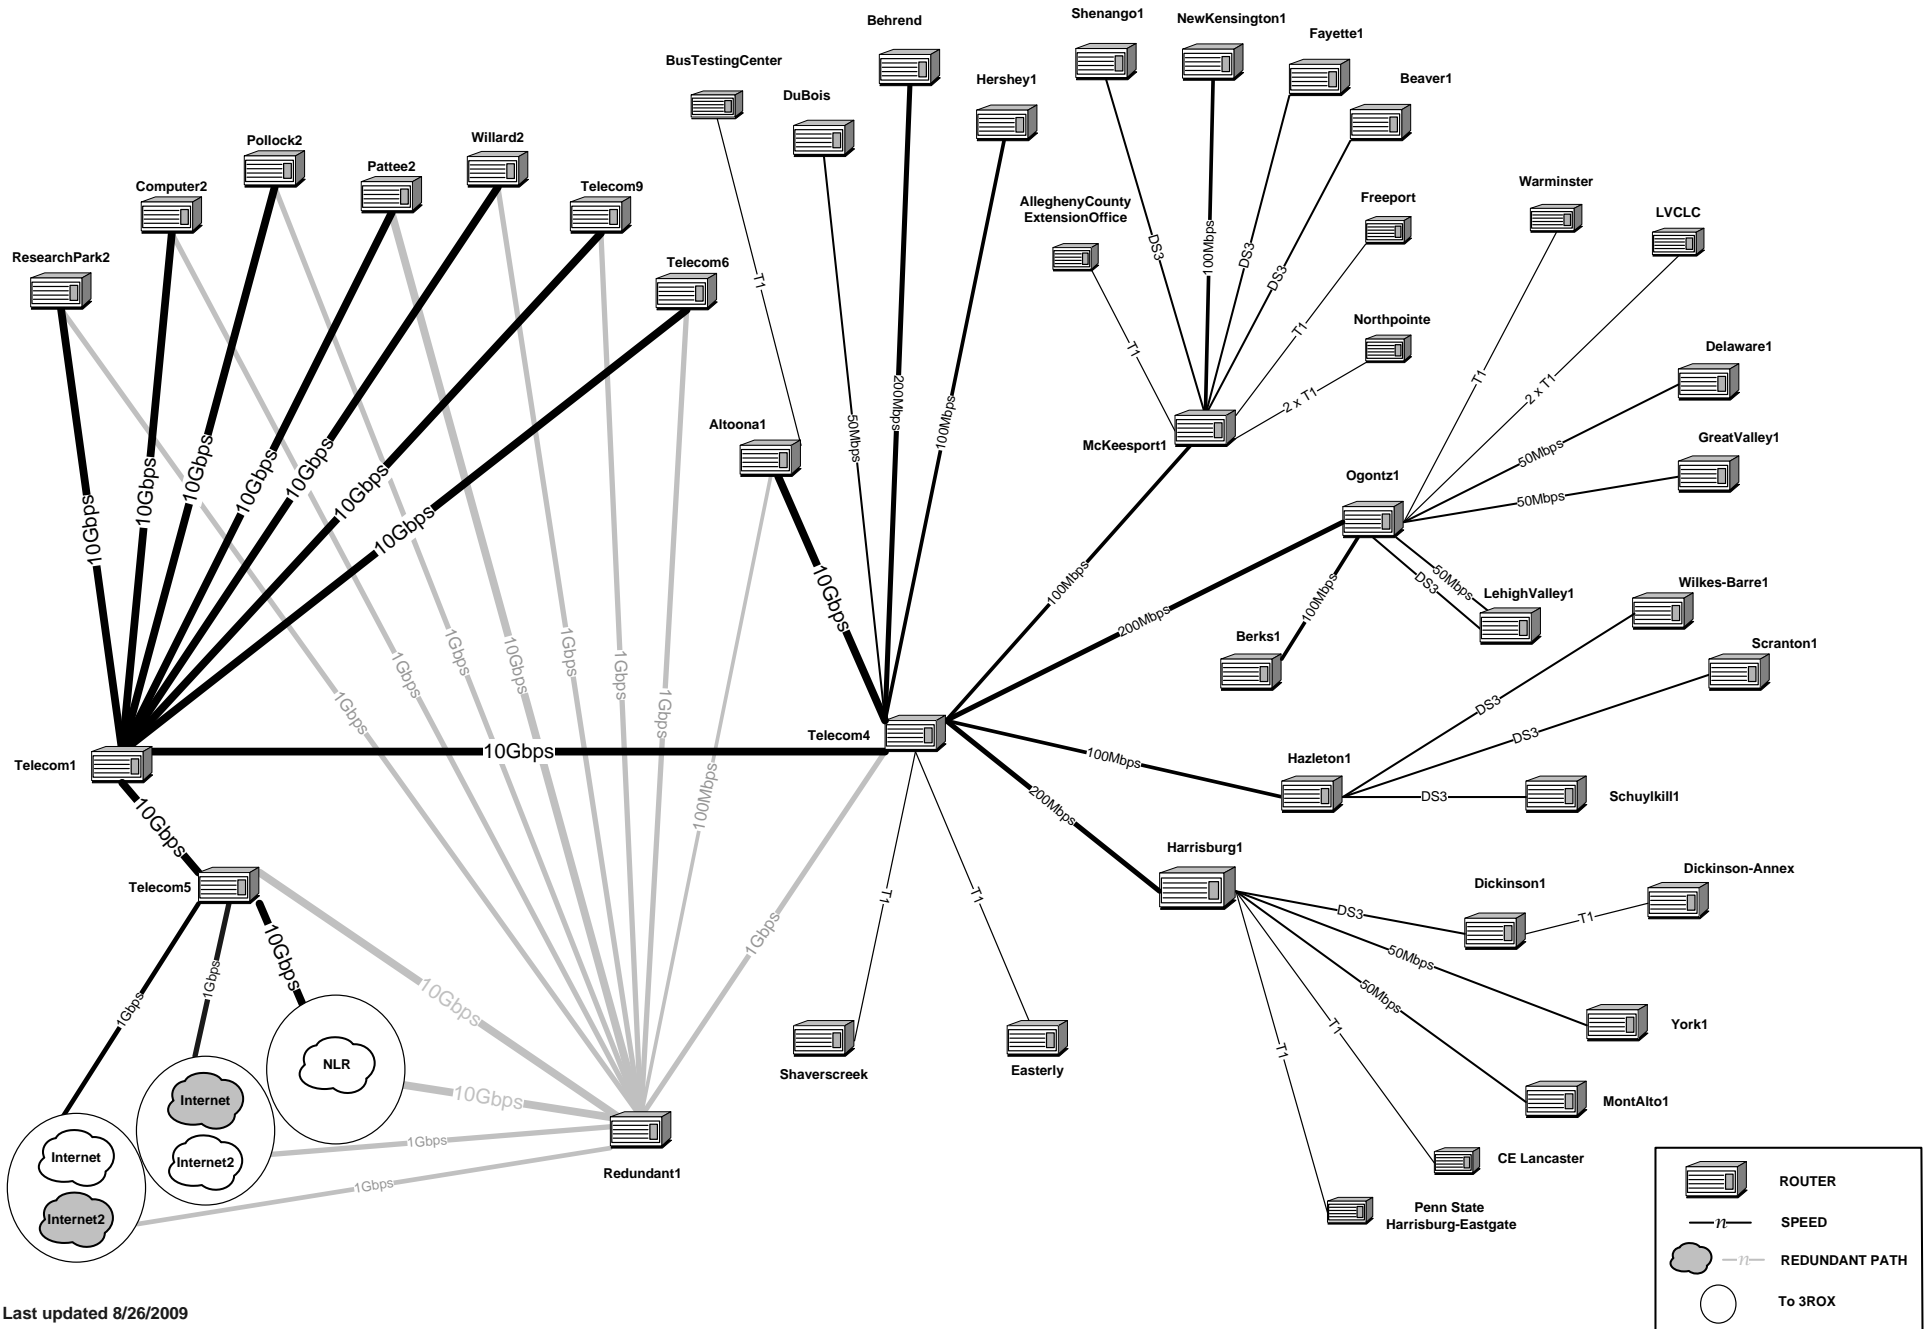 Behrend
Shenango1
NewKensington1
Fayette1
Beaver1
BusTestingCenter
DuBois
Hershey1
Pollock2
Willard2
Pattee2
Computer2
Telecom9
ResearchPark2
Telecom6
AlleghenyCounty
ExtensionOffice
Freeport
Northpointe
Warminster
LVCLC
Delaware1
GreatValley1
Altoona1
McKeesport1
Ogontz1
T1
DS3
100Mbps
DS3
DS3
T1
T1
2 x T1
T1
2 x T1
50Mbps
50Mbps
10Gbps
10Gbps
10Gbps
10Gbps
10Gbps
10Gbps
10Gbps
50Mbps
200Mbps
100Mbps
10Gbps
100Mbps
200Mbps
100Mbps
50Mbps
DS3
LehighValley1
Berks1
Wilkes-Barre1
Scranton1
1Gbps
1Gbps
1Gbps
10Gbps
1Gbps
1Gbps
1Gbps
100Mbps
Telecom4
Telecom1
10Gbps
100Mbps
Hazleton1
DS3
DS3
DS3
Schuylkill1
200Mbps
10Gbps
Telecom5
Harrisburg1
Dickinson1
Dickinson-Annex
DS3
T1
50Mbps
50Mbps
T1
T1
York1
MontAlto1
CE Lancaster
Penn State
Harrisburg-Eastgate
T1
T1
1Gbps
Shaverscreek
Easterly
1Gbps
1Gbps
10Gbps
10Gbps
NLR
10Gbps
Internet
Internet2
1Gbps
Internet
Internet2
1Gbps
Redundant1
ROUTER
n
SPEED
n
REDUNDANT PATH
To 3ROX
Last updated 8/26/2009